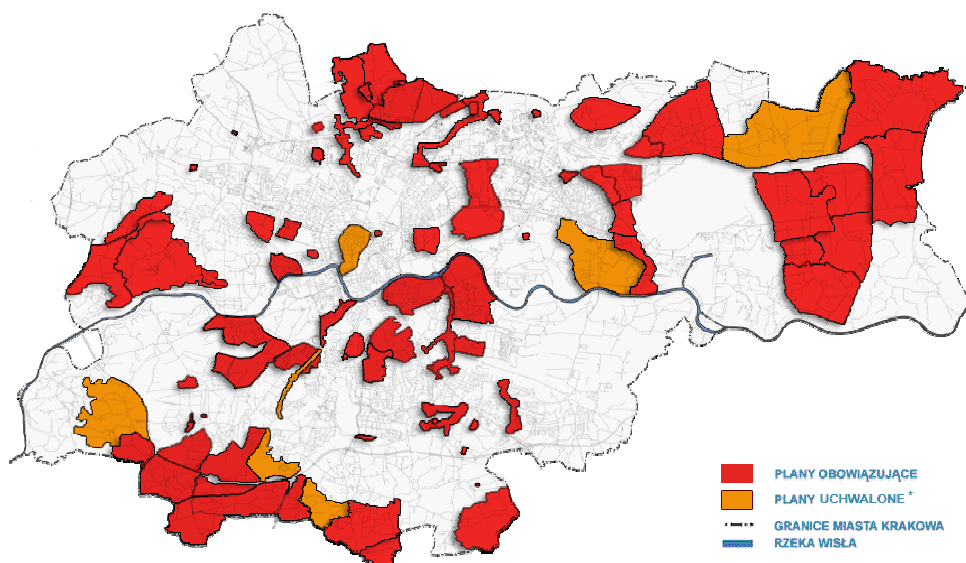 PLANY OBOWIĄZUJĄCE
PLANY UCHWALONE *
GRANICE MIASTA KRAKOWA
RZEKA WISŁA